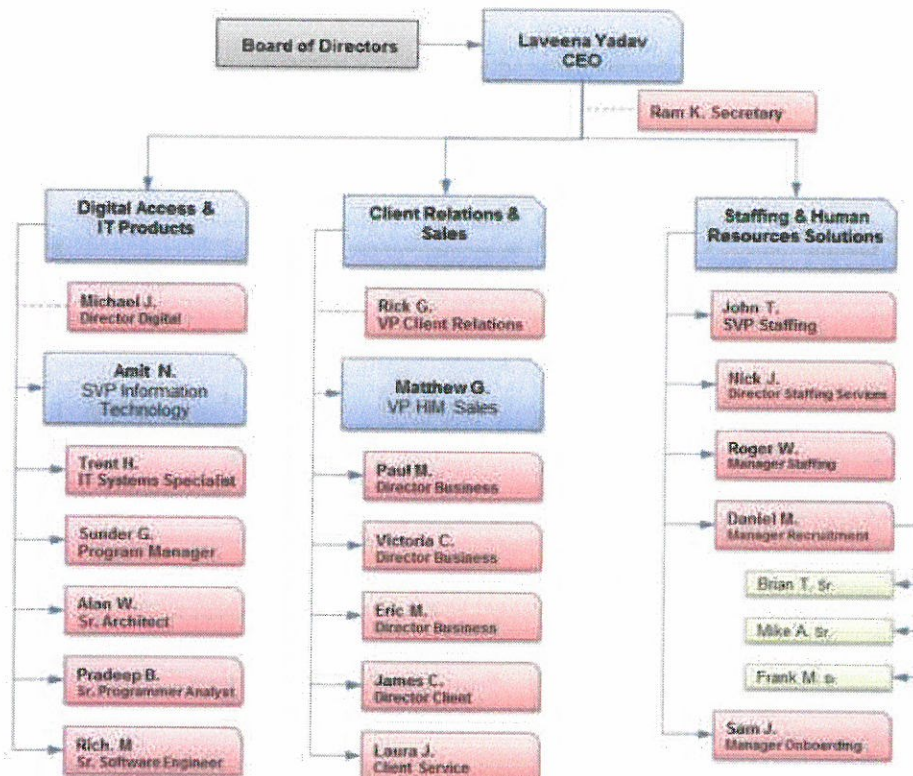 Board of Directors
Laveena Yadav
CEO
Ram K. Secretary
Digital Access &
IT Products
Michael J.
Director Digital
Amit N.
SVP Information
Technology
Trent H.
IT Systems Specialist
Sunder G.
Program Manager
Alan W.
Sr. Architect
Pradeep B.
Sr. Programmer Analyst
Rich. M
Sr. Software Engineer
Client Relations &
Sales
Rick G.
VP Client Relations
Matthew G.
VP HIM Sales
Paul M.
Director Business
Victoria C.
Director Business
Eric M.
Director Business
James C.
Director Client
Laura J.
Client Service
Staffing & Human
Resources Solutions
John T.
SVP Staffing
Nick J.
Director Staffing Services
Roger W.
Manager Staffing
Daniel M.
Manager Recruitment
Brian T. Sr.
Mike A. Sr.
Frank M. Sr.
Sam J.
Manager Onboarding